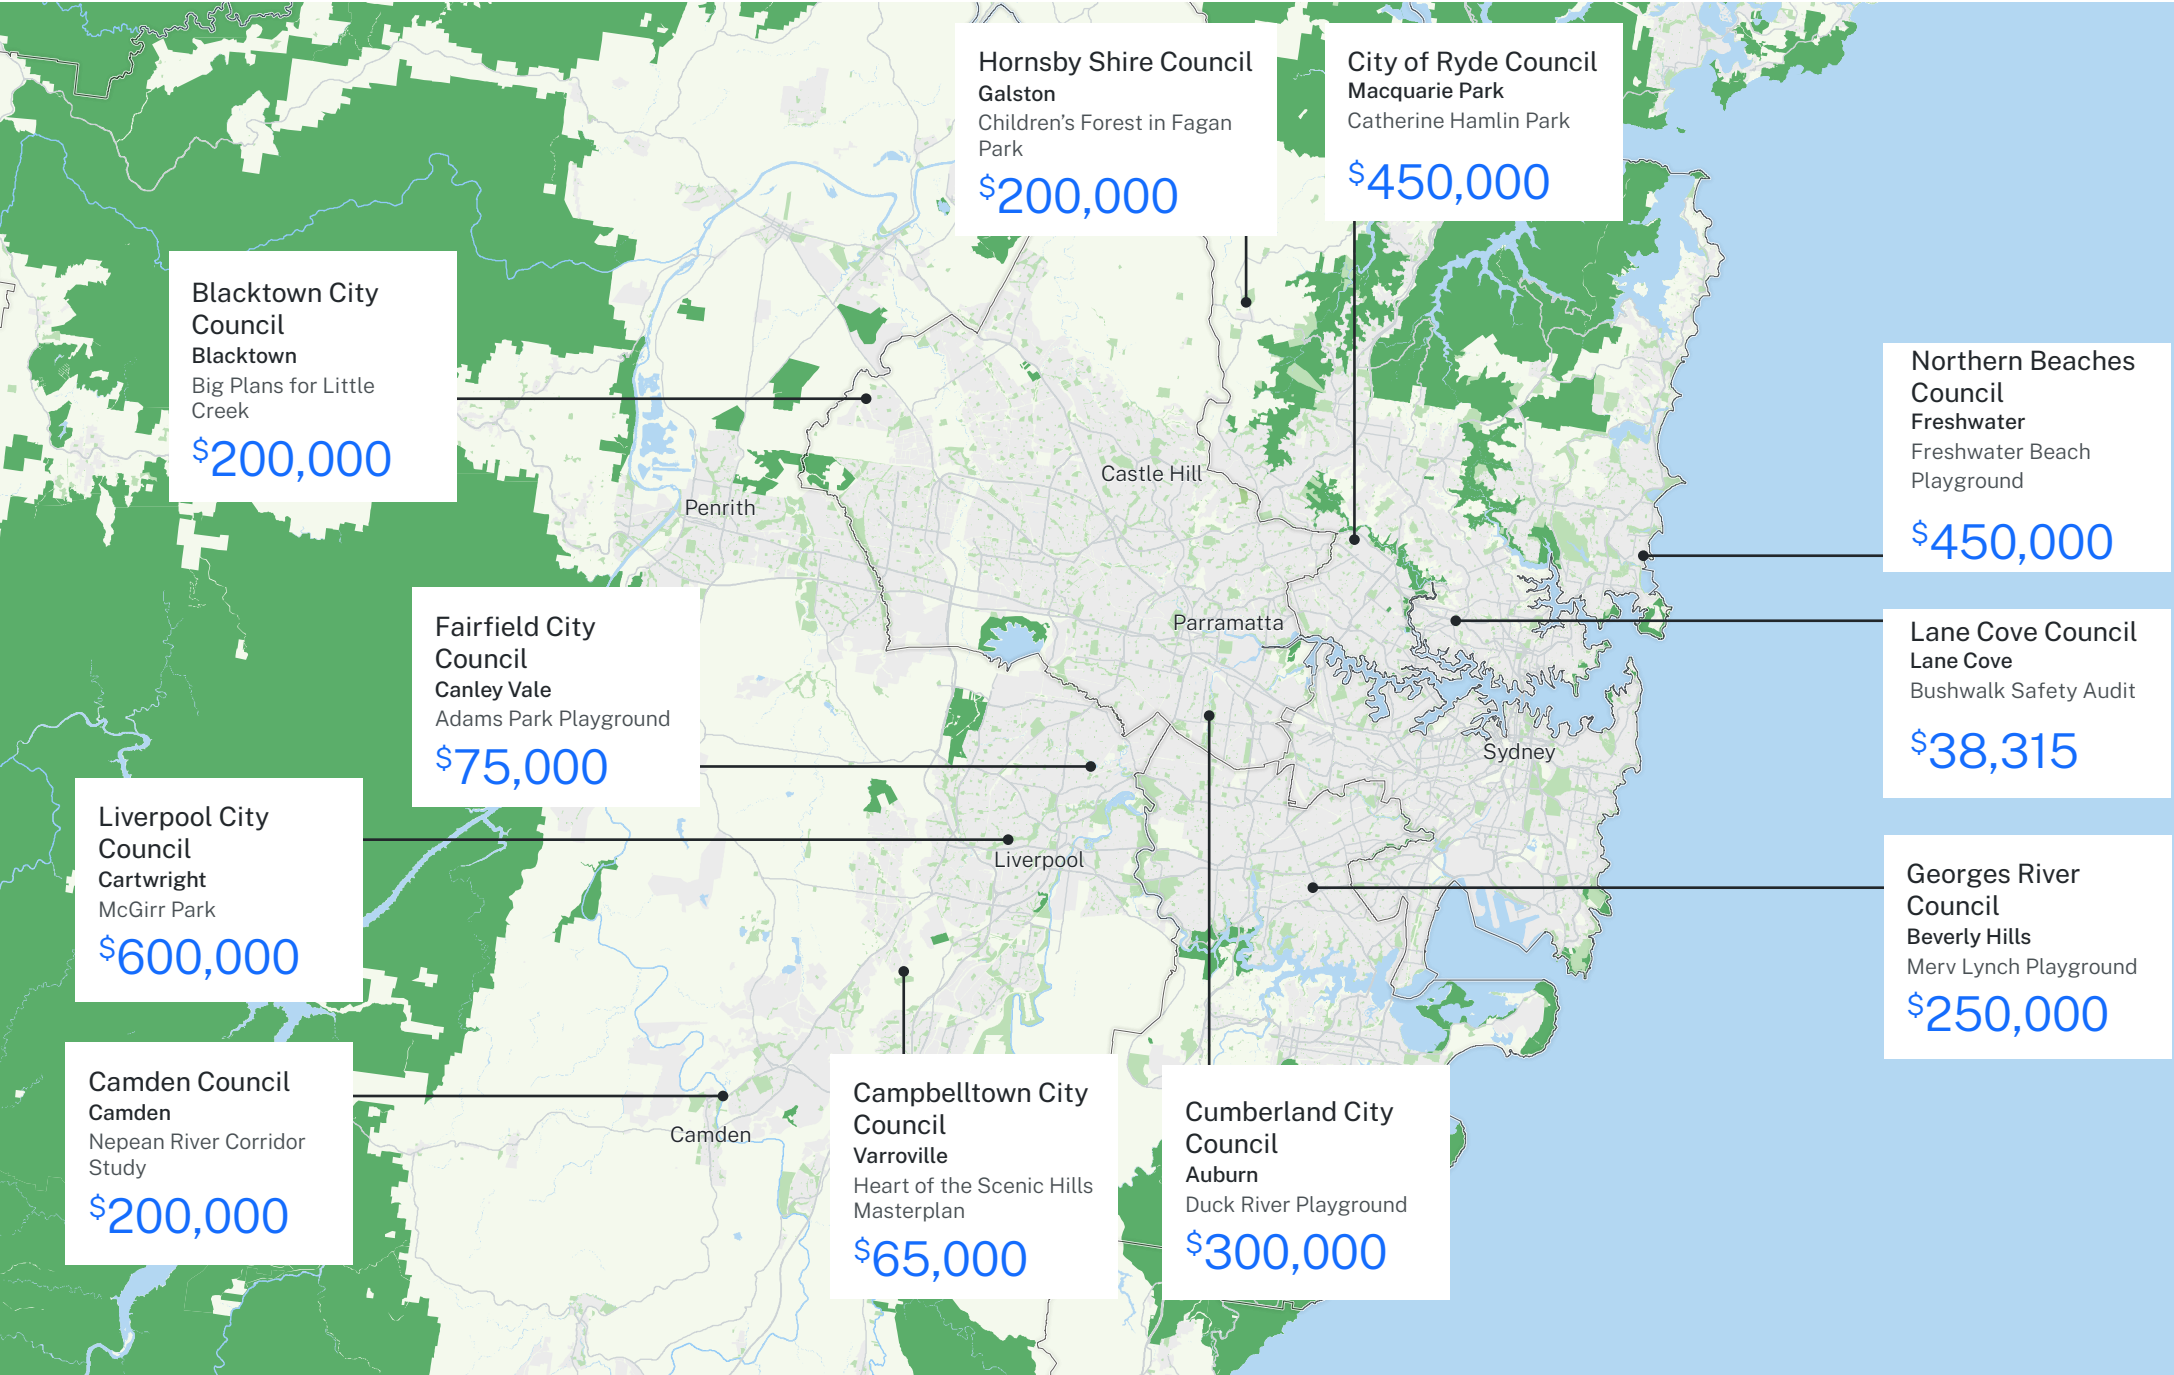 Hornsby Shire Council
Galston
Children's Forest in Fagan
Park
$200,000
City of Ryde Council
Macquarie Park
Catherine Hamlin Park
$450,000
Blacktown City
Council
Blacktown
Big Plans for Little
Creek
$200,000
Northern Beaches
Council
Freshwater
Freshwater Beach
Playground
$450,000
Castle Hill
Penrith
Fairfield City
Council
Canley Vale
Adams Park Playground
$75,000
Parramatta
Lane Cove Council
Lane Cove
Bushwalk Safety Audit
$38,315
Sydney
Liverpool City
Council
Cartwright
McGirr Park
$600,000
Liverpool
Georges River
Council
Beverly Hills
Merv Lynch Playground
$250,000
Camden Council
Camden
Nepean River Corridor
Study
$200,000
Camden
Campbelltown City
Council
Varroville
Heart of the Scenic Hills
Masterplan
$65,000
Cumberland City
Council
Auburn
Duck River Playground
$300,000